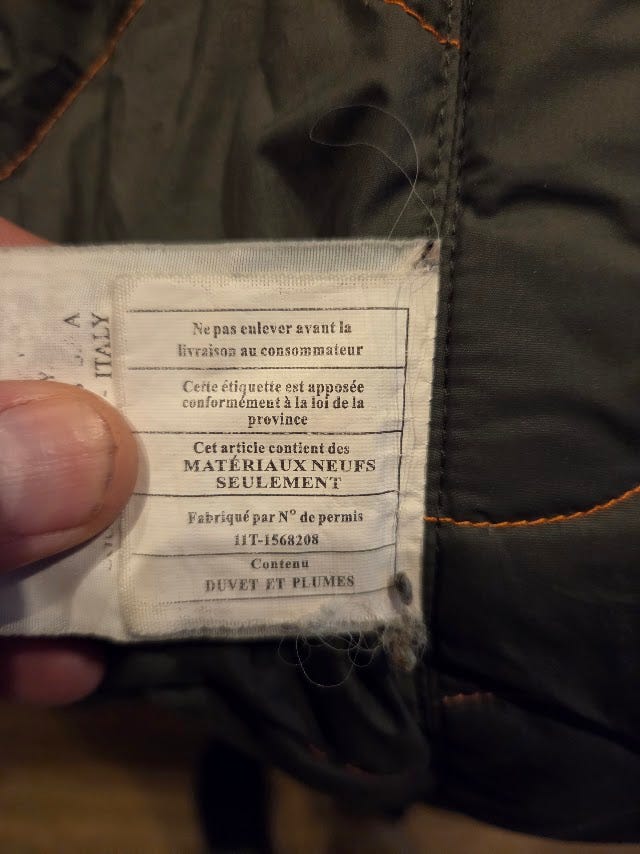 Ne pas enlever avant la
livraison au consommateur
Cette étiquette est apposée
conformément à la loi de la
province
Cet article contient des
MATÉRIAUX NEUFS
SEULEMENT
Fabriqué par N° de permis
11T-1568208
Contenu
DUVET ET PLUMES
ITALY